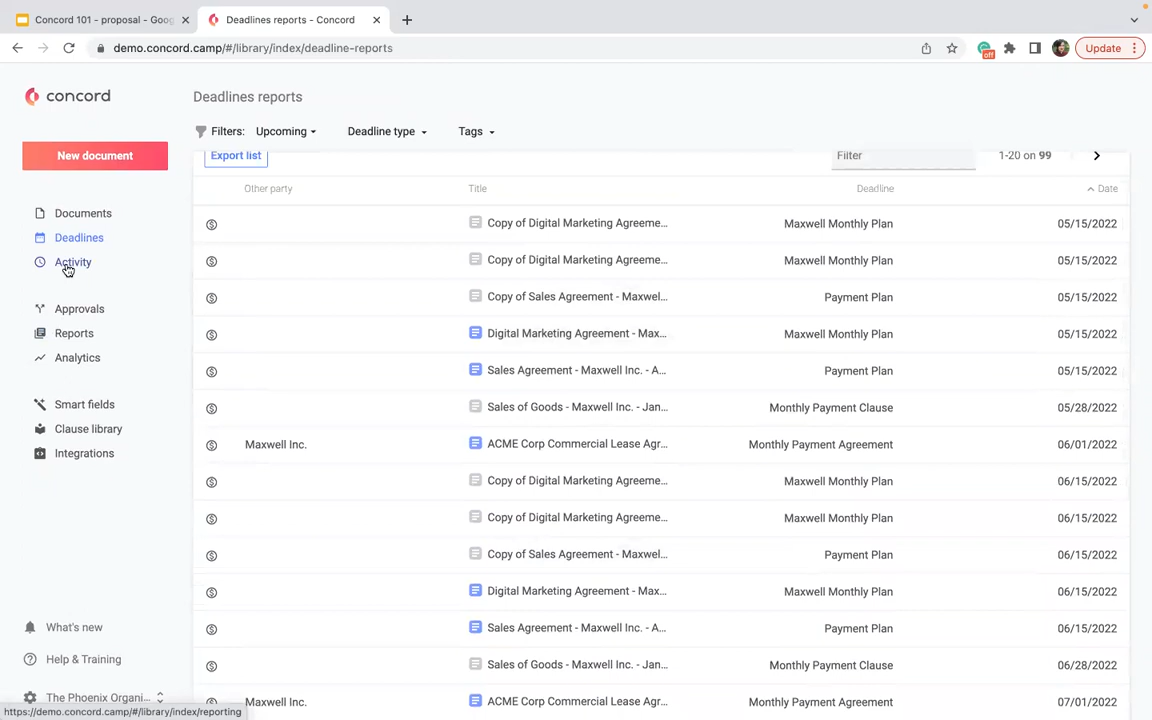 Concord 101 - proposal - Goog
Deadlines reports - Concord
demo.concord.camp/#/library/index/deadline-reports
off
Update
concord
Deadlines reports
New document
Filters: Upcoming Deadline type Tags
Export list Filter 1-20 on 99
Other party Title Deadline Date
Documents
Deadlines
Activity
Approvals
Reports
Analytics
Smart fields
Clause library
Integrations
What's new
Help & Training
The Phoenix Organi...
Copy of Digital Marketing Agreeme... Maxwell Monthly Plan 05/15/2022
Copy of Digital Marketing Agreeme... Maxwell Monthly Plan 05/15/2022
Copy of Sales Agreement - Maxwel... Payment Plan 05/15/2022
Digital Marketing Agreement - Max... Maxwell Monthly Plan 05/15/2022
Sales Agreement - Maxwell Inc. - A... Payment Plan 05/15/2022
Sales of Goods - Maxwell Inc. - Jan... Monthly Payment Clause 05/28/2022
Maxwell Inc. ACME Corp Commercial Lease Agr... Monthly Payment Agreement 06/01/2022
Copy of Digital Marketing Agreeme... Maxwell Monthly Plan 06/15/2022
Copy of Digital Marketing Agreeme... Maxwell Monthly Plan 06/15/2022
Copy of Sales Agreement - Maxwel... Payment Plan 06/15/2022
Digital Marketing Agreement - Max... Maxwell Monthly Plan 06/15/2022
Sales Agreement - Maxwell Inc. - A... Payment Plan 06/15/2022
Sales of Goods - Maxwell Inc. - Jan... Monthly Payment Clause 06/28/2022
Maxwell Inc. ACME Corp Commercial Lease Agr... Monthly Payment Agreement 07/01/2022
https://demo.concord.camp/#/library/index/reporting